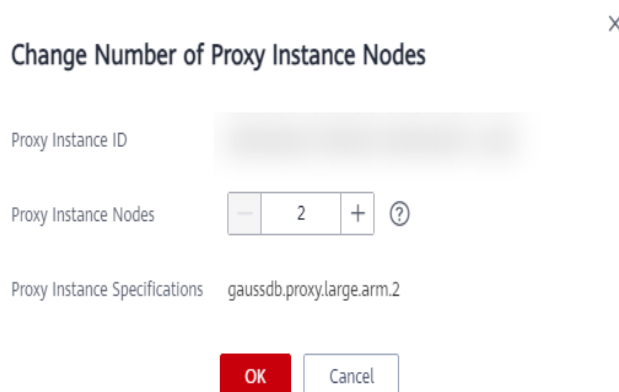 Change Number of Proxy Instance Nodes
Proxy Instance ID
Proxy Instance Nodes − 2 + ?
Proxy Instance Specifications gaussdb.proxy.large.arm.2
OK Cancel